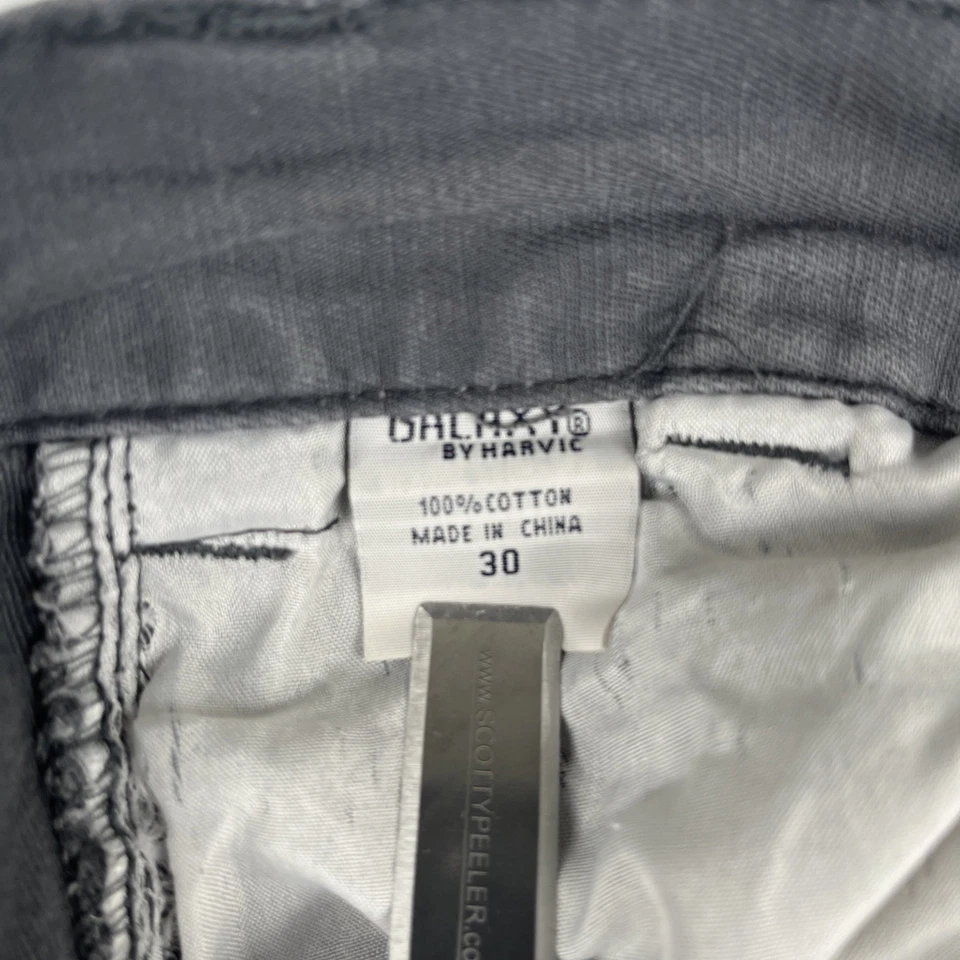 GALAXY®
BY HARVIC
100% COTTON
MADE IN CHINA
30
WWW.SCOTTYPEELER.CO